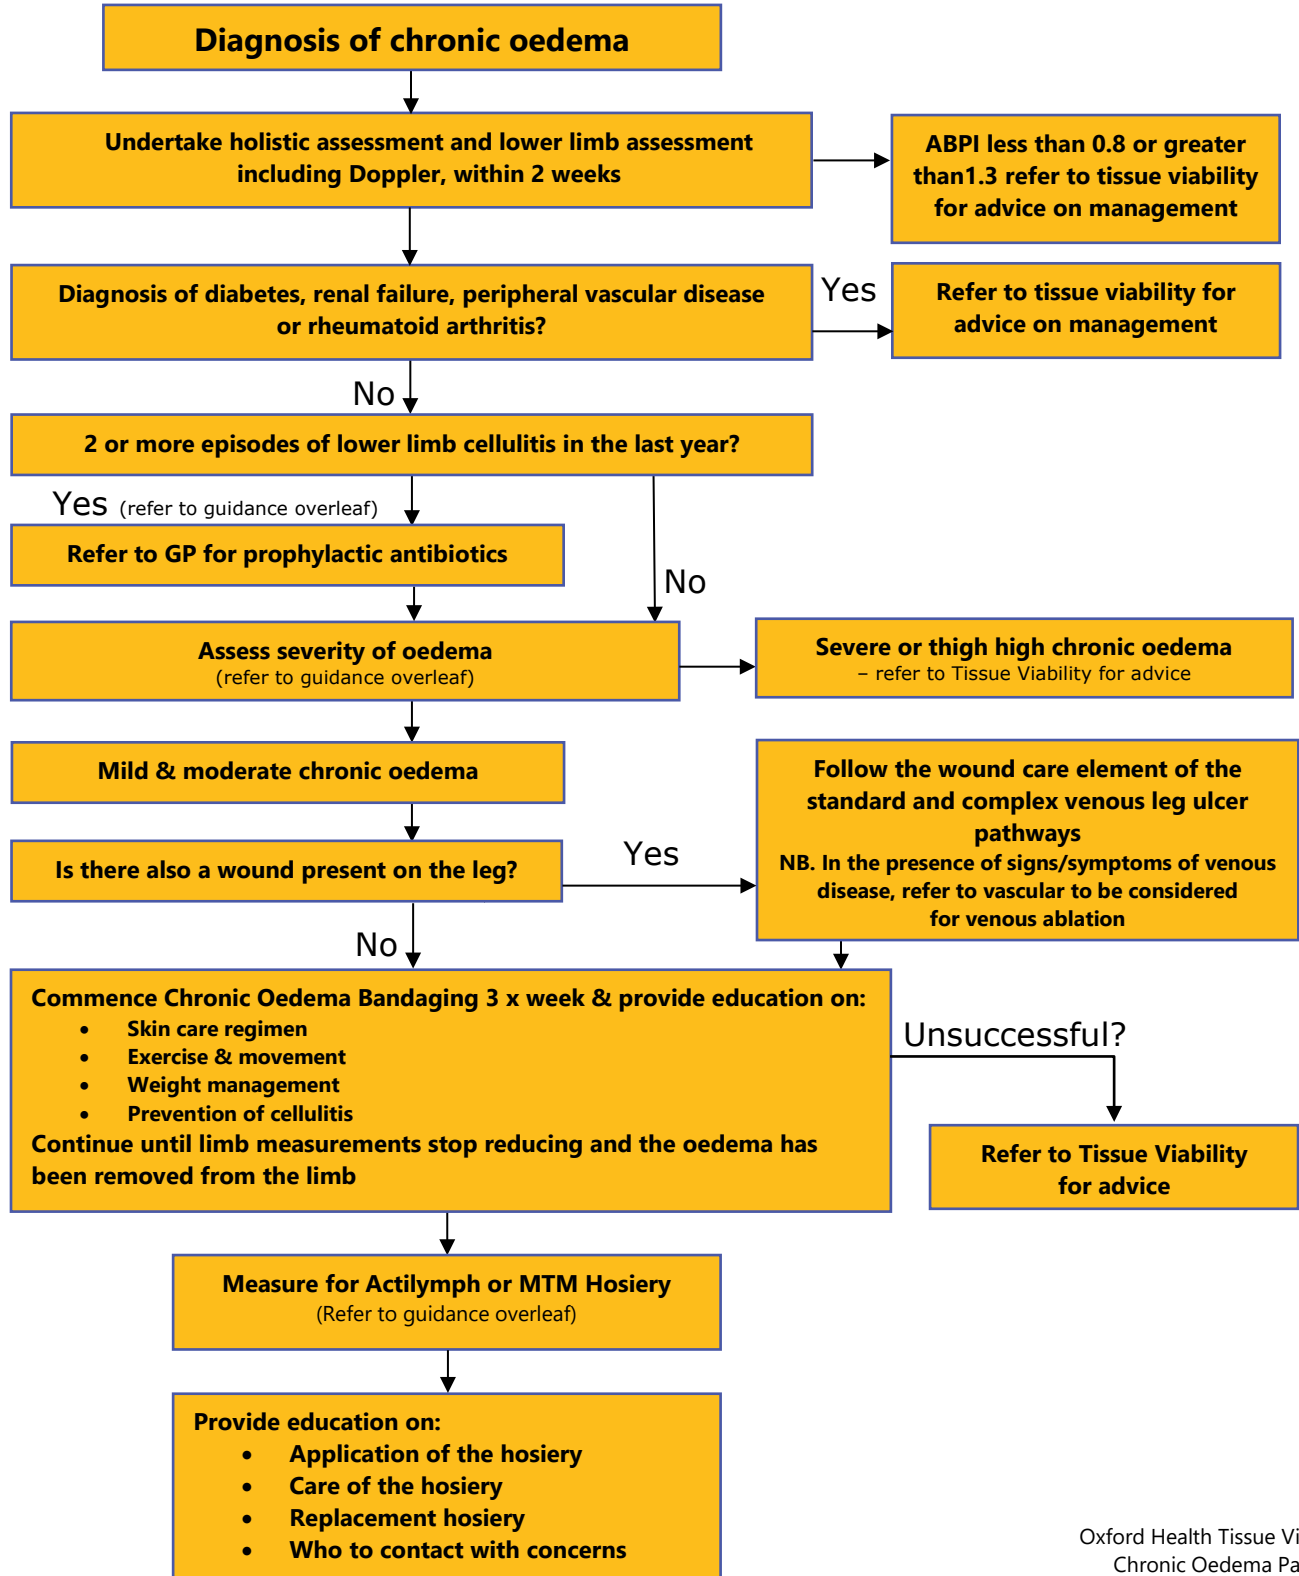 Diagnosis of chronic oedema
Undertake holistic assessment and lower limb assessment
including Doppler, within 2 weeks
ABPI less than 0.8 or greater
than1.3 refer to tissue viability
for advice on management
Diagnosis of diabetes, renal failure, peripheral vascular disease
or rheumatoid arthritis?
Yes
Refer to tissue viability for
advice on management
No
2 or more episodes of lower limb cellulitis in the last year?
Yes (refer to guidance overleaf)
Refer to GP for prophylactic antibiotics
No
Assess severity of oedema
(refer to guidance overleaf)
Severe or thigh high chronic oedema
– refer to Tissue Viability for advice
Mild & moderate chronic oedema
Is there also a wound present on the leg?
Yes
Follow the wound care element of the
standard and complex venous leg ulcer
pathways
NB. In the presence of signs/symptoms of venous
disease, refer to vascular to be considered
for venous ablation
No
Commence Chronic Oedema Bandaging 3 x week & provide education on:
• Skin care regimen
• Exercise & movement
• Weight management
• Prevention of cellulitis
Continue until limb measurements stop reducing and the oedema has
been removed from the limb
Unsuccessful?
Refer to Tissue Viability
for advice
Measure for Actilymph or MTM Hosiery
(Refer to guidance overleaf)
Provide education on:
• Application of the hosiery
• Care of the hosiery
• Replacement hosiery
• Who to contact with concerns
Oxford Health Tissue Vi
Chronic Oedema Pa